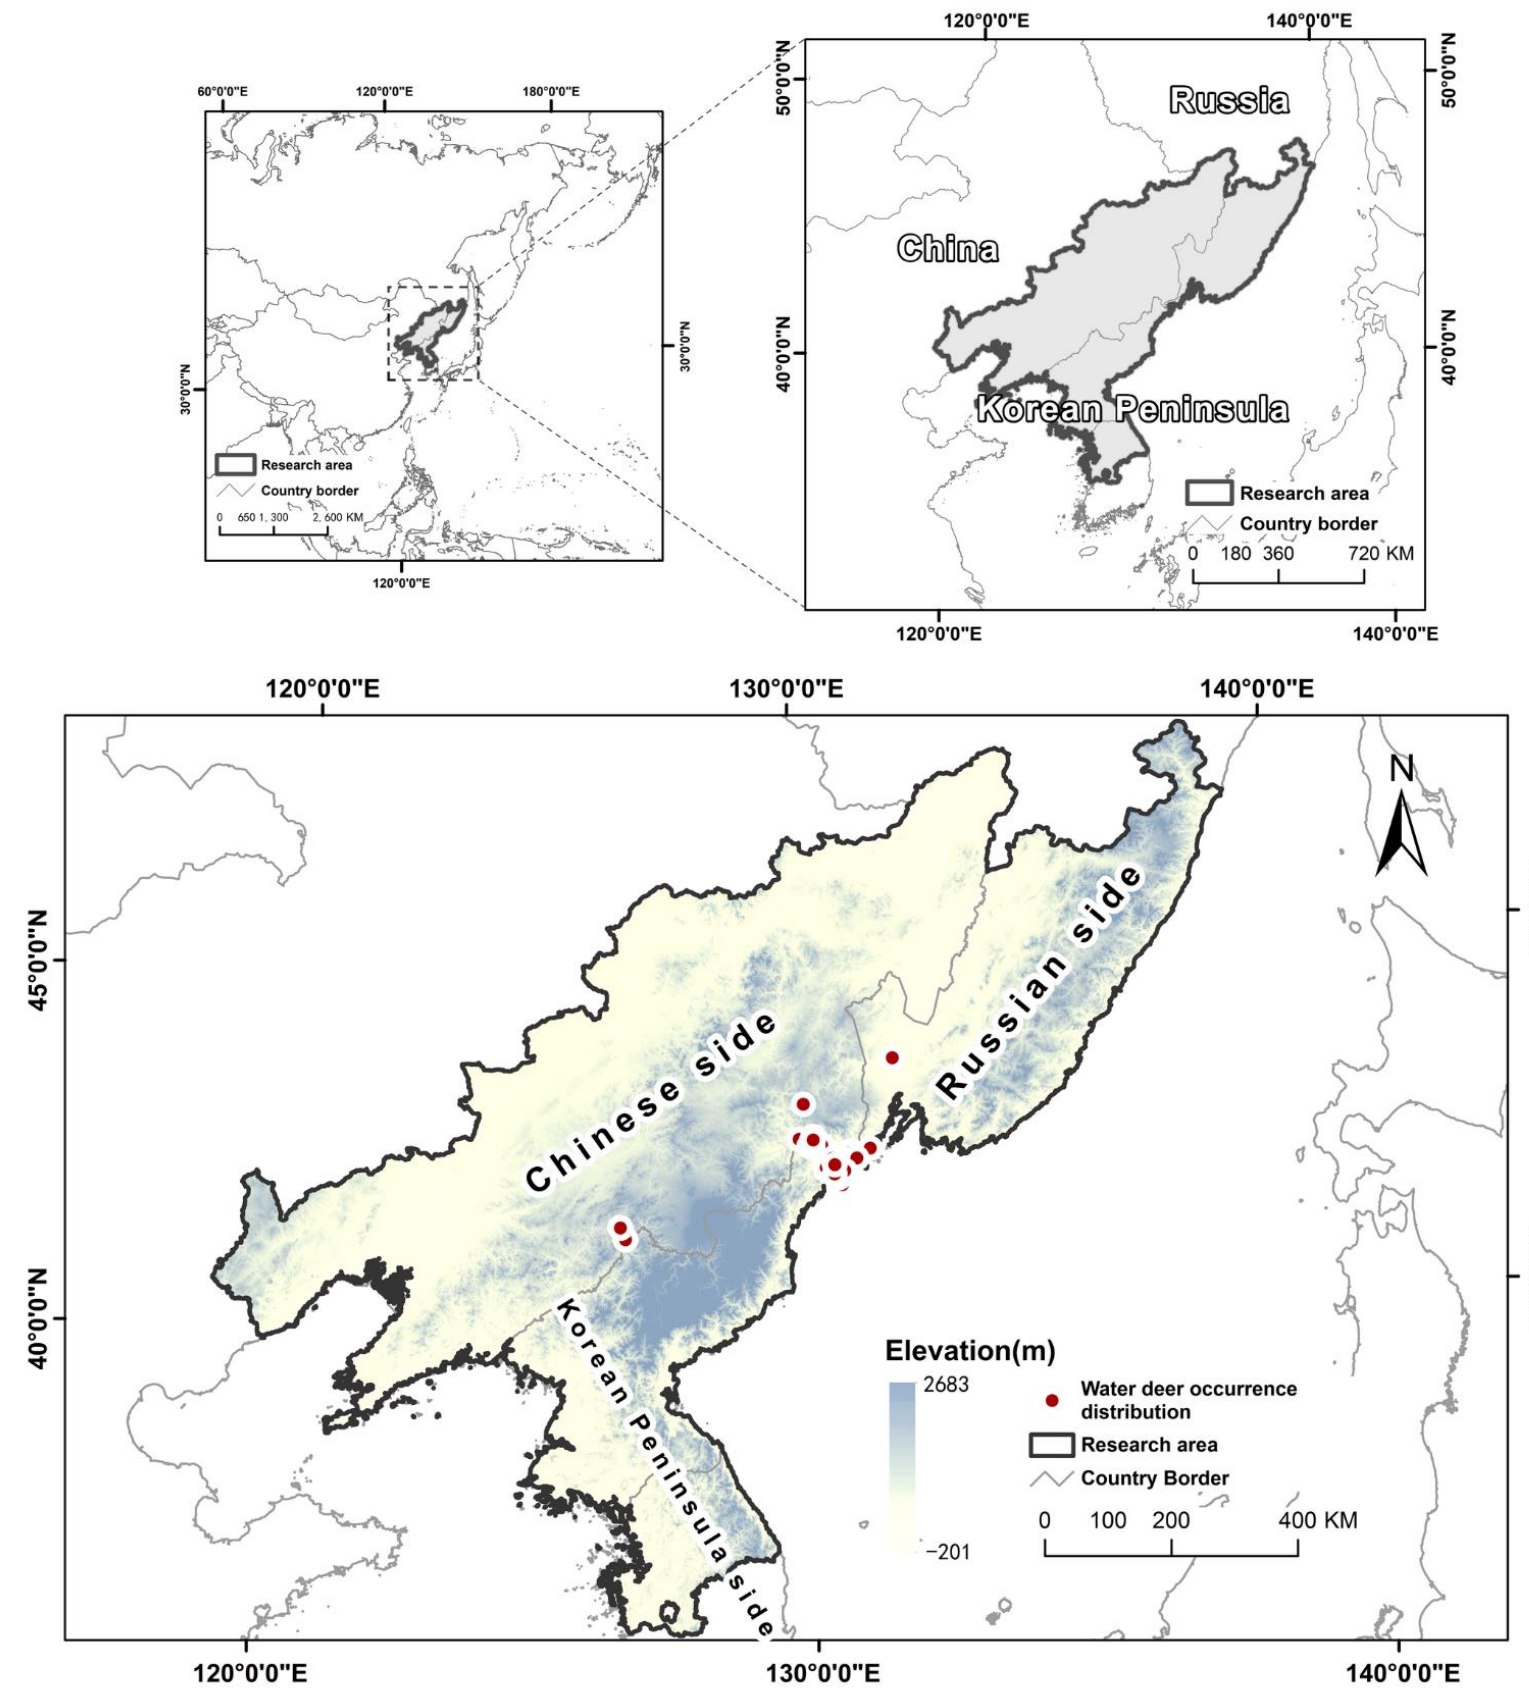 60°0'0"E 120°0'0"E 180°0'0"E
30°0'0"N
30°0'0"N
Research area
Country border
0 650 1, 300 2, 600 KM
120°0'0"E
120°0'0"E 140°0'0"E
50°0'0"N
50°0'0"N
Russia
China
40°0'0"N
40°0'0"N
Korean Peninsula
Research area
Country border
0 180 360 720 KM
120°0'0"E 140°0'0"E
120°0'0"E 130°0'0"E 140°0'0"E
N
45°0'0"N
Russian side
Chinese side
40°0'0"N
Korean Peninsula side
Elevation(m)
2683
−201
Water deer occurrence
distribution
Research area
Country Border
0 100 200 400 KM
120°0'0"E 130°0'0"E 140°0'0"E